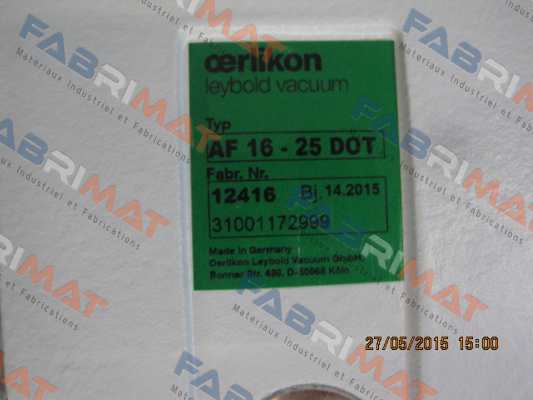 œrlikon
leybold vacuum
Typ
AF 16 - 25 DOT
Fabr. Nr.
12416 Bj. 14.2015
31001172999
Made in Germany
Oerlikon Leybold Vacuum GmbH,
Bonner Str. 498, D-50968 Köln
27/05/2015 15:00
FABRIMAT
Materiaux Industriel et Fabrications